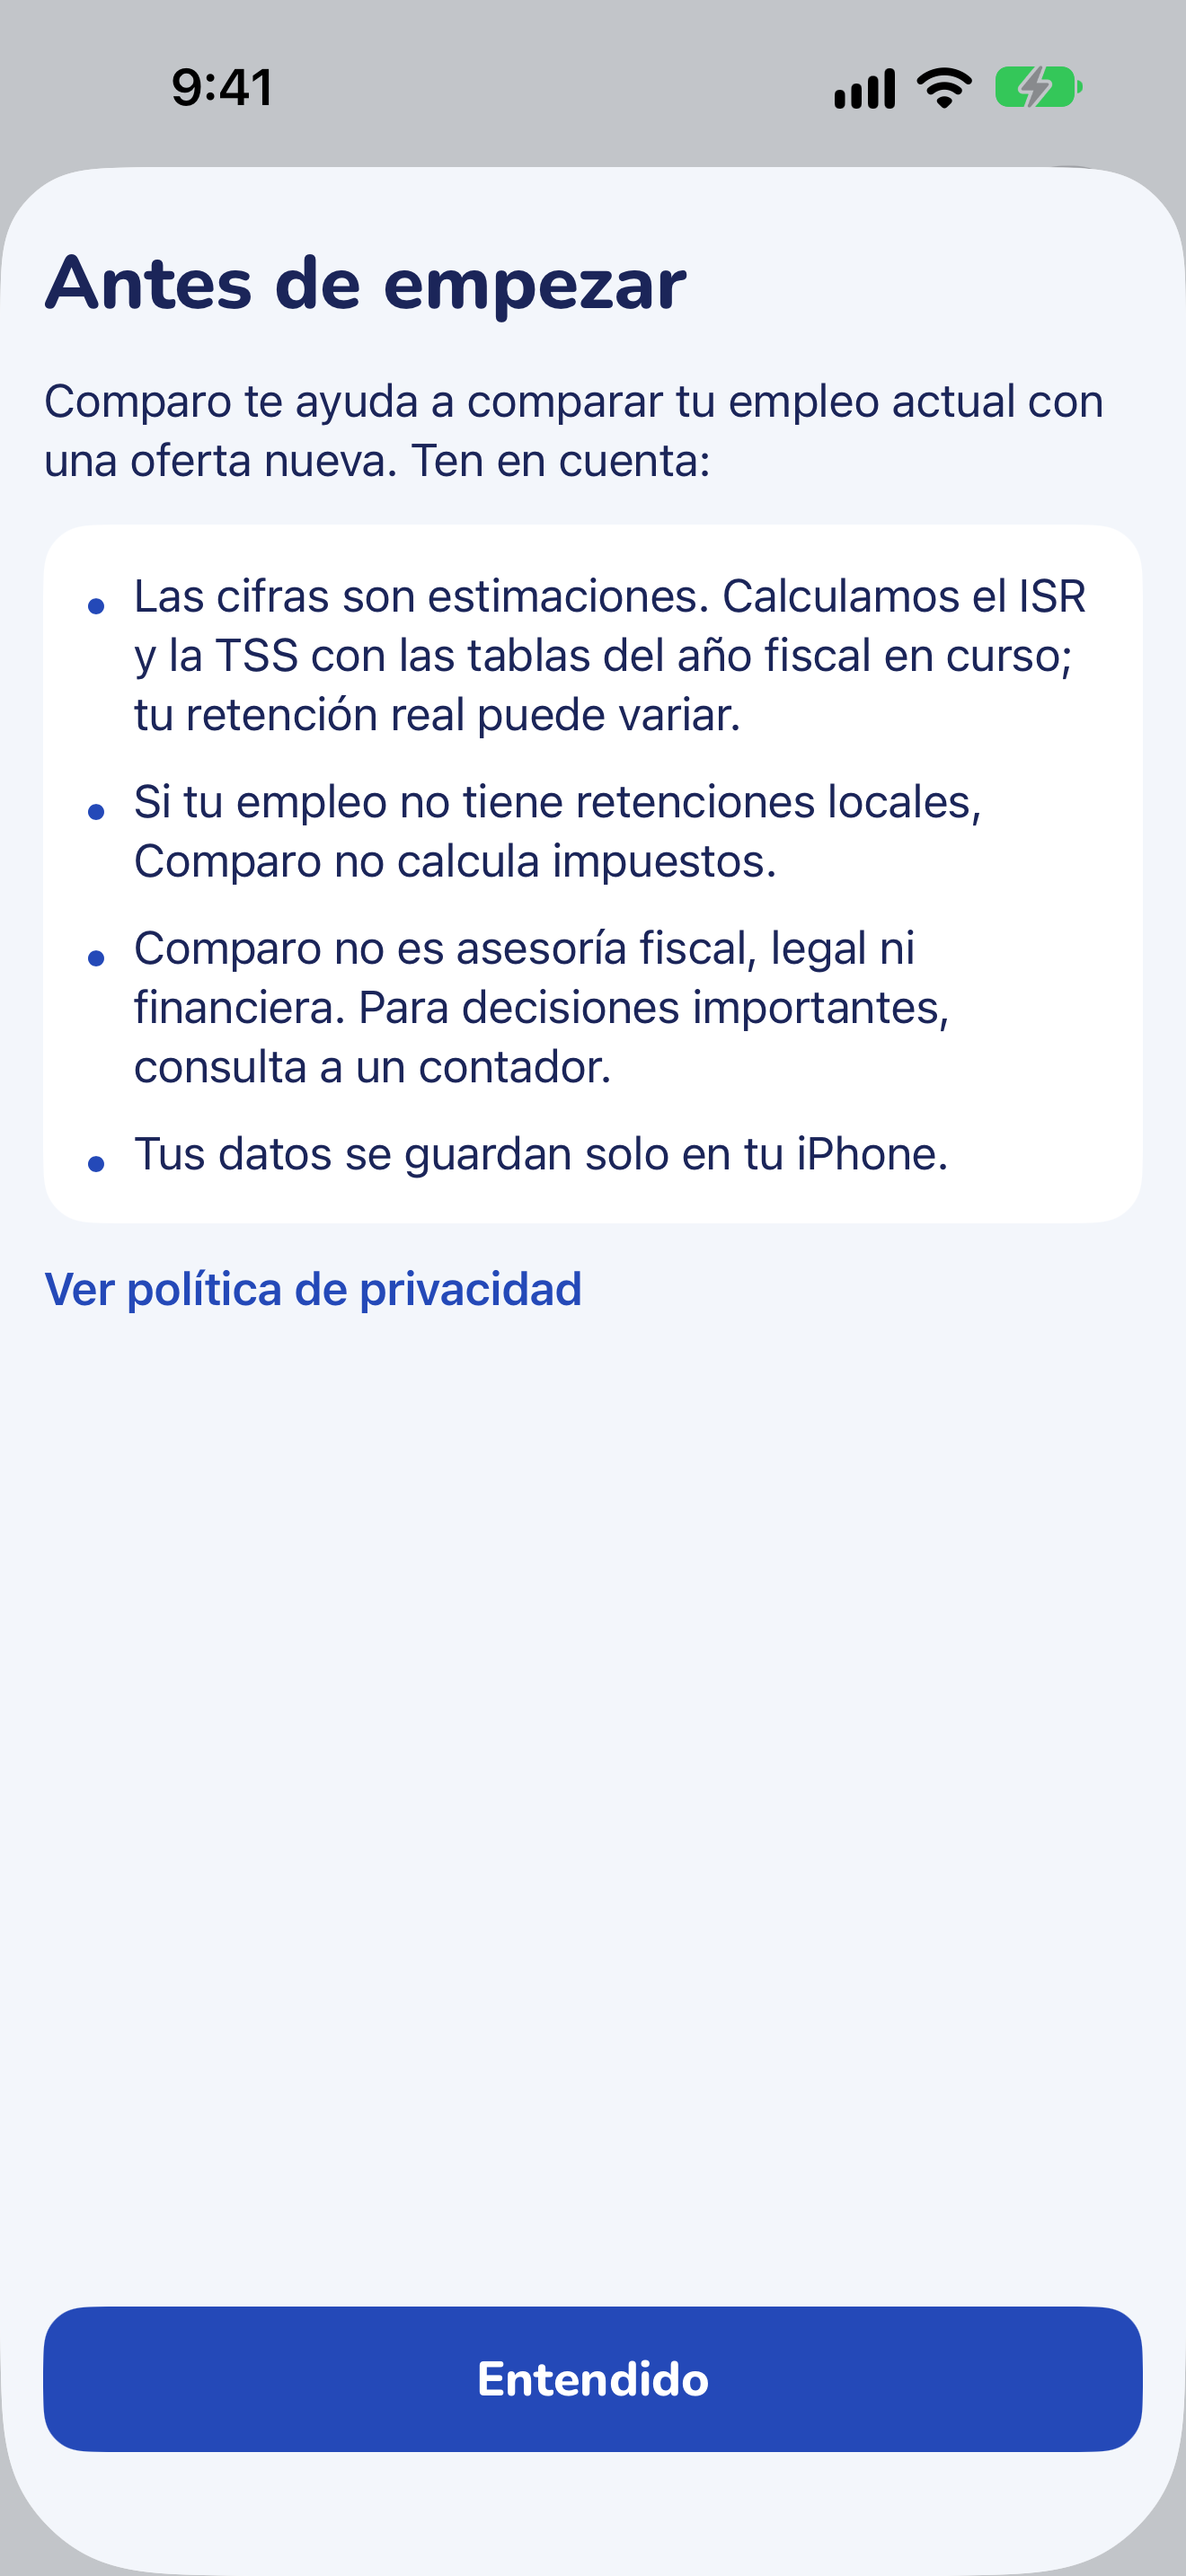 9:41
Antes de empezar
Comparo te ayuda a comparar tu empleo actual con
una oferta nueva. Ten en cuenta:
• Las cifras son estimaciones. Calculamos el ISR
y la TSS con las tablas del año fiscal en curso;
tu retención real puede variar.
• Si tu empleo no tiene retenciones locales,
Comparo no calcula impuestos.
• Comparo no es asesoría fiscal, legal ni
financiera. Para decisiones importantes,
consulta a un contador.
• Tus datos se guardan solo en tu iPhone.
Ver política de privacidad
Entendido